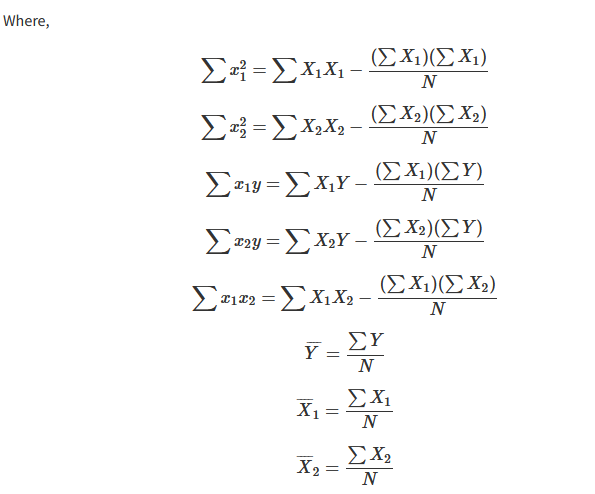 Where,
∑ x₁² = ∑ X₁X₁ − (∑ X₁)(∑ X₁) / N
∑ x₂² = ∑ X₂X₂ − (∑ X₂)(∑ X₂) / N
∑ x₁y = ∑ X₁Y − (∑ X₁)(∑ Y) / N
∑ x₂y = ∑ X₂Y − (∑ X₂)(∑ Y) / N
∑ x₁x₂ = ∑ X₁X₂ − (∑ X₁)(∑ X₂) / N
Y̅ = ∑ Y / N
X̅₁ = ∑ X₁ / N
X̅₂ = ∑ X₂ / N